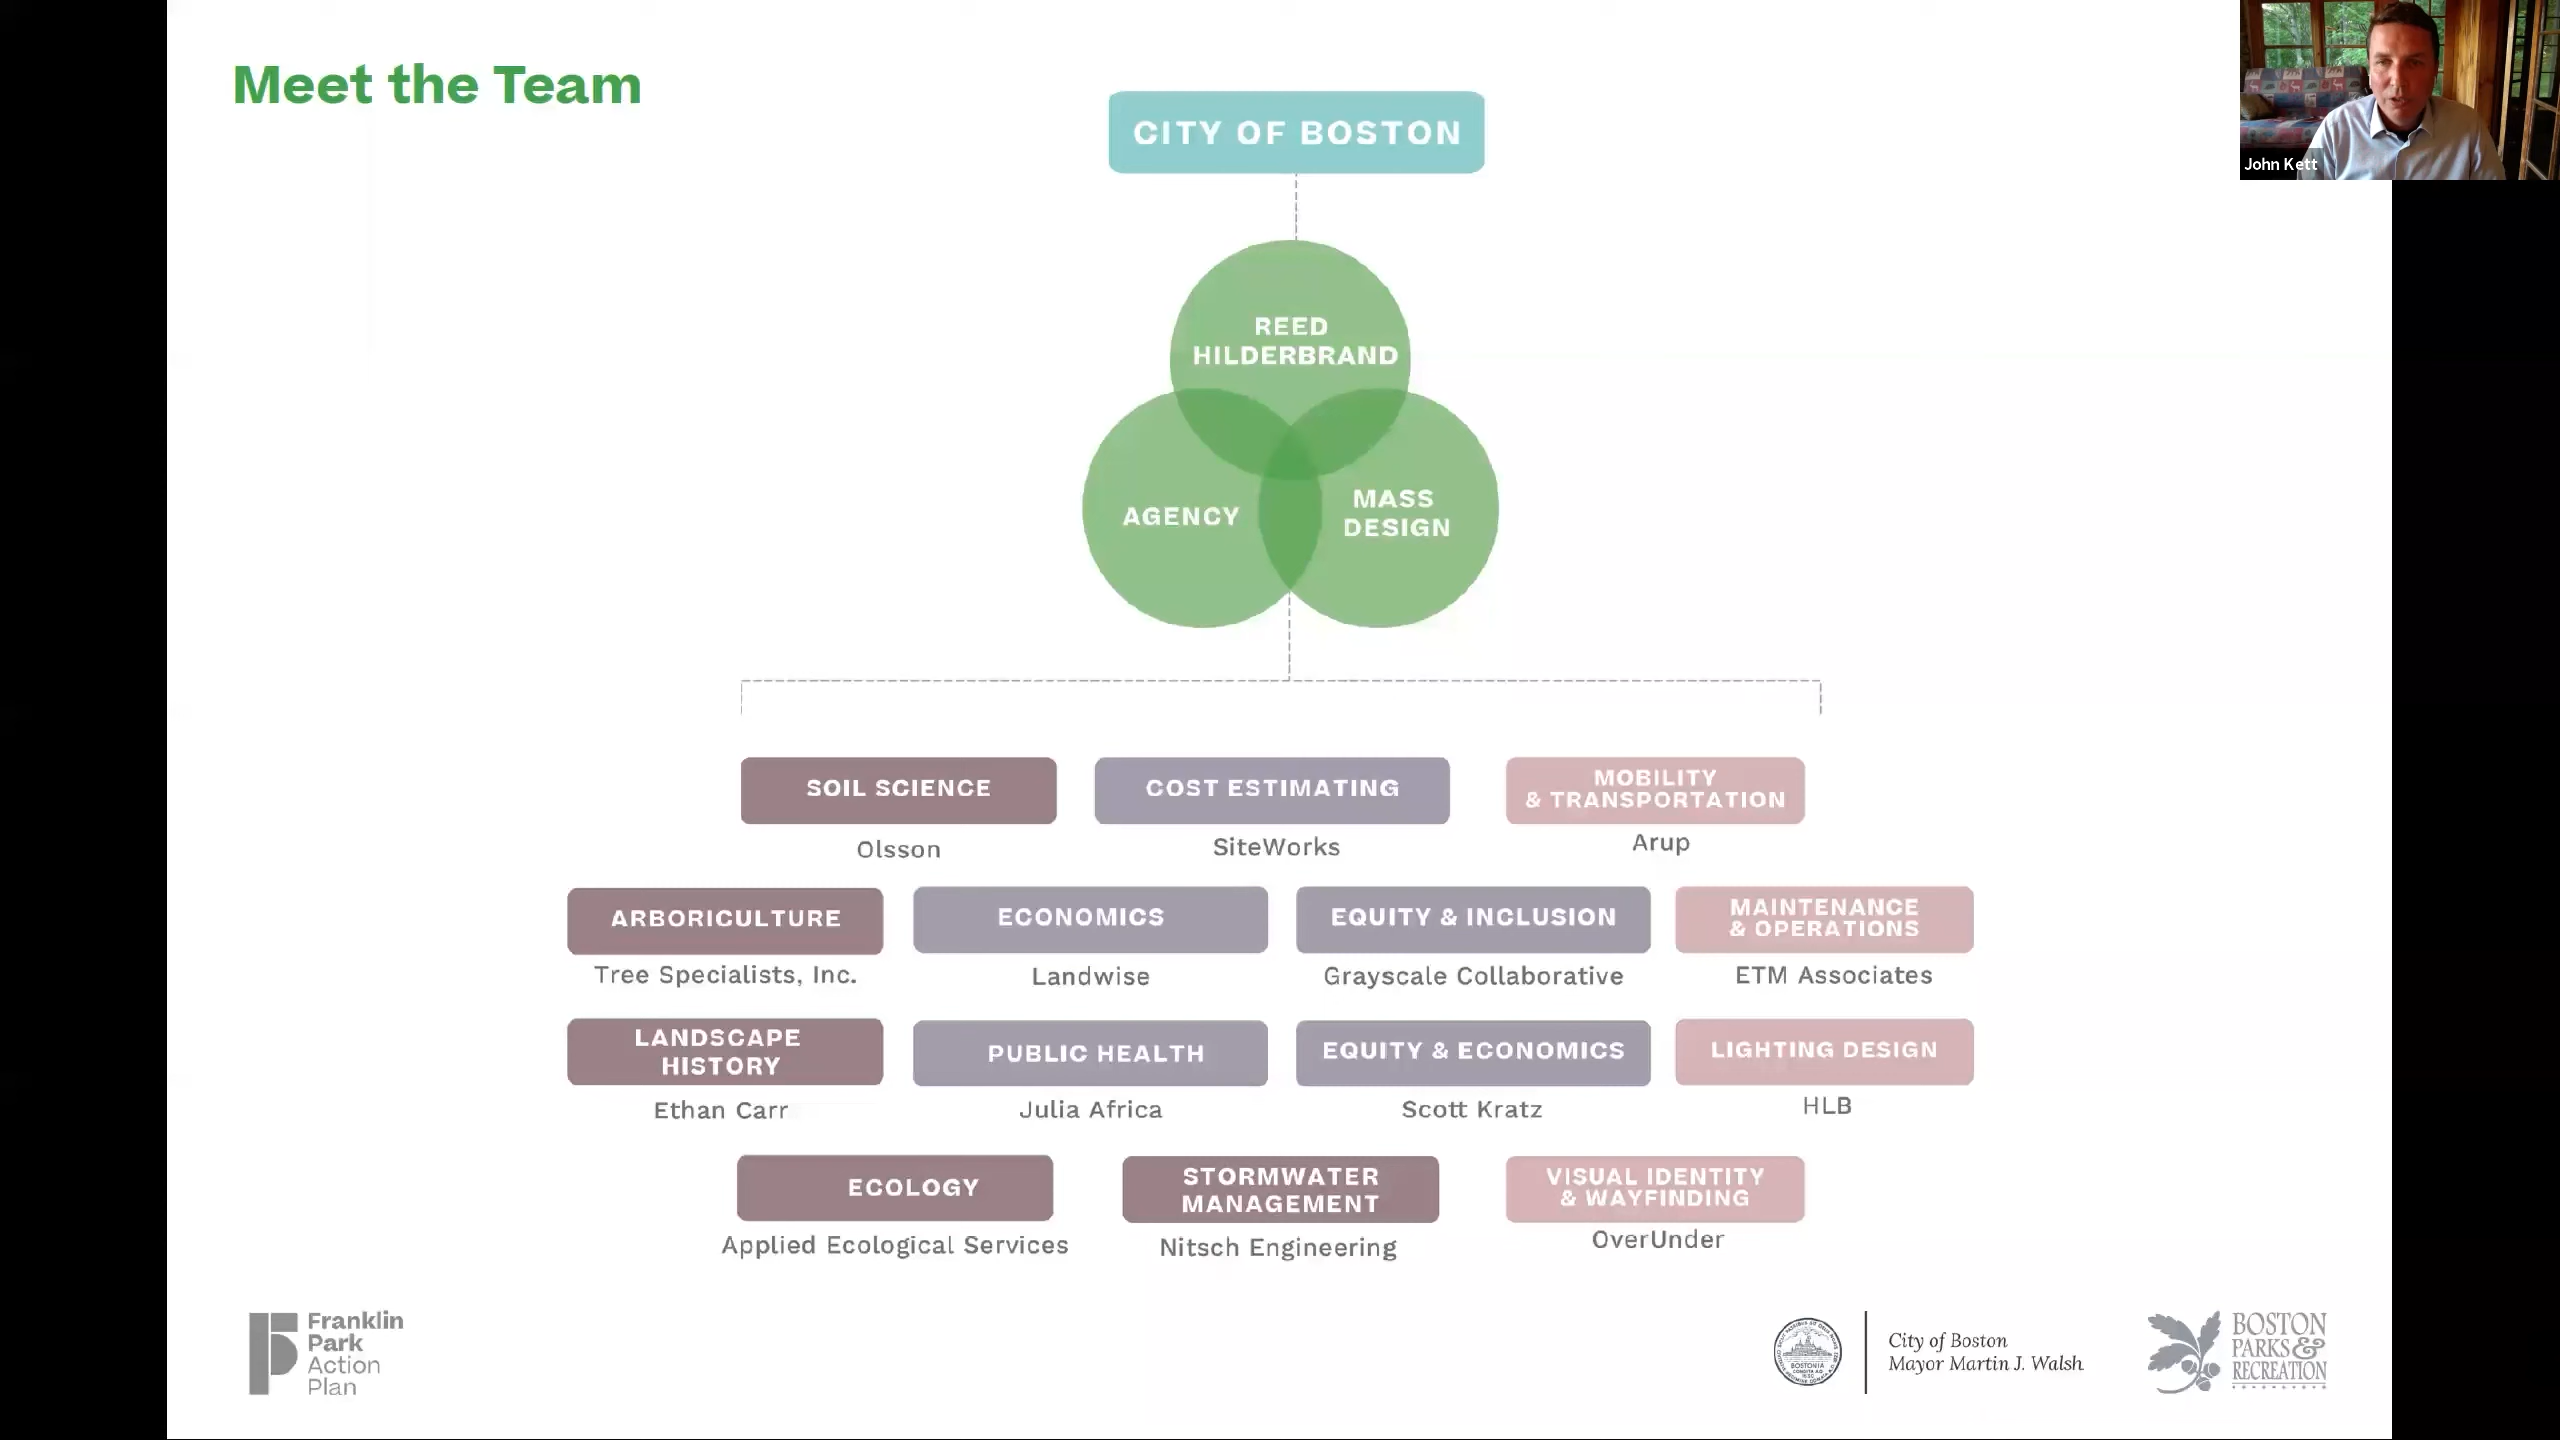 Meet the Team
John Kett
CITY OF BOSTON
REED
HILDERBRAND
AGENCY
MASS
DESIGN
SOIL SCIENCE
Olsson
COST ESTIMATING
SiteWorks
MOBILITY
& TRANSPORTATION
Arup
ARBORICULTURE
Tree Specialists, Inc.
ECONOMICS
Landwise
EQUITY & INCLUSION
Grayscale Collaborative
MAINTENANCE
& OPERATIONS
ETM Associates
LANDSCAPE
HISTORY
Ethan Carr
PUBLIC HEALTH
Julia Africa
EQUITY & ECONOMICS
Scott Kratz
LIGHTING DESIGN
HLB
ECOLOGY
Applied Ecological Services
STORMWATER
MANAGEMENT
Nitsch Engineering
VISUAL IDENTITY
& WAYFINDING
OverUnder
Franklin
Park
Action
Plan
BOSTONIA
City of Boston
Mayor Martin J. Walsh
BOSTON
PARKS &
RECREATION